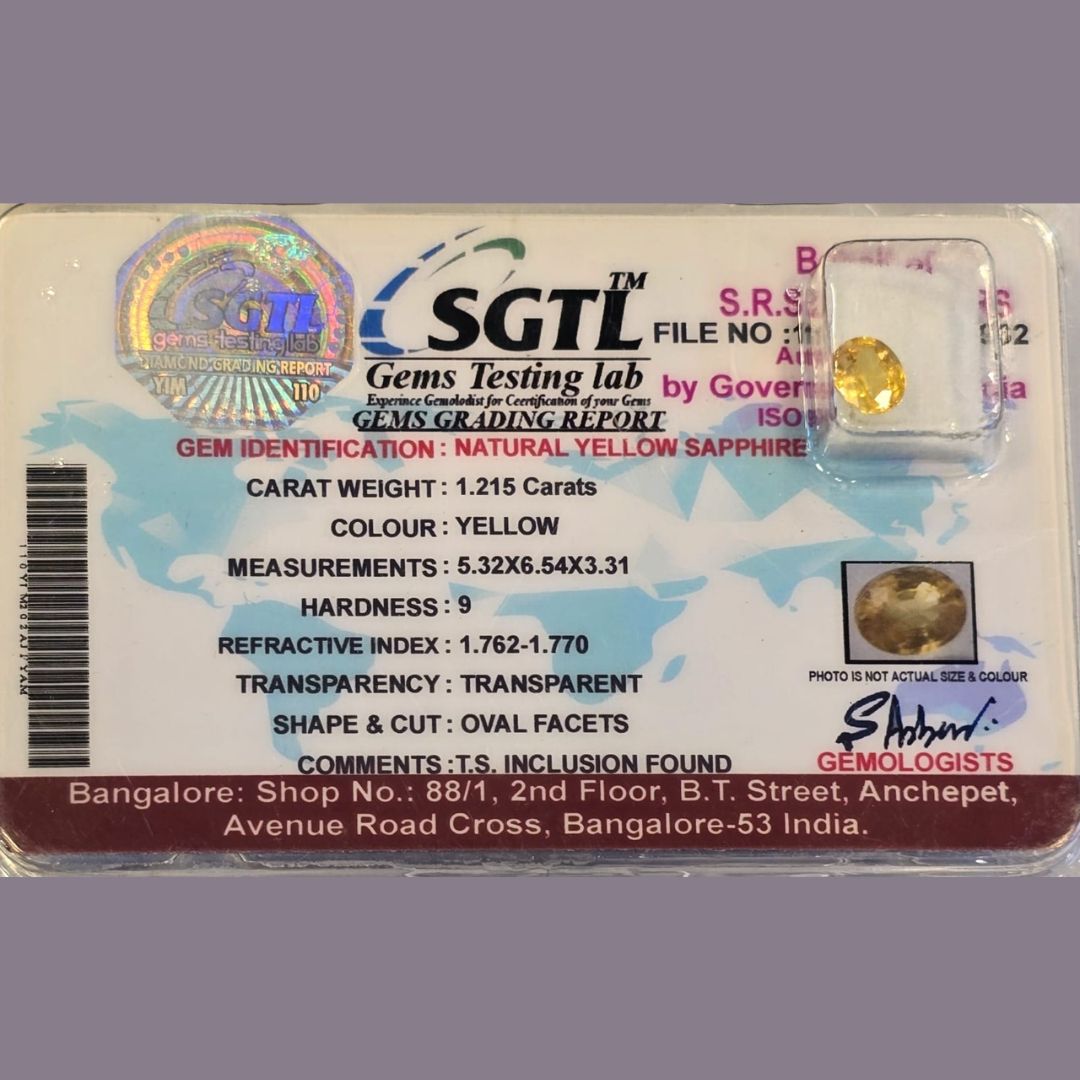 SGTL
gems testing lab
DIAMOND GRADING REPORT
YIM 110
SGTL™
Gems Testing lab
Experince Gemolodist for Ceertification of your Gems
GEMS GRADING REPORT
S.R.S
FILE NO :1 902
by Gover ia
ISO
GEM IDENTIFICATION : NATURAL YELLOW SAPPHIRE
CARAT WEIGHT : 1.215 Carats
COLOUR : YELLOW
MEASUREMENTS : 5.32X6.54X3.31
HARDNESS : 9
REFRACTIVE INDEX : 1.762-1.770
TRANSPARENCY : TRANSPARENT
SHAPE & CUT : OVAL FACETS
COMMENTS :T.S. INCLUSION FOUND
PHOTO IS NOT ACTUAL SIZE & COLOUR
GEMOLOGISTS
Bangalore: Shop No.: 88/1, 2nd Floor, B.T. Street, Anchepet,
Avenue Road Cross, Bangalore-53 India.